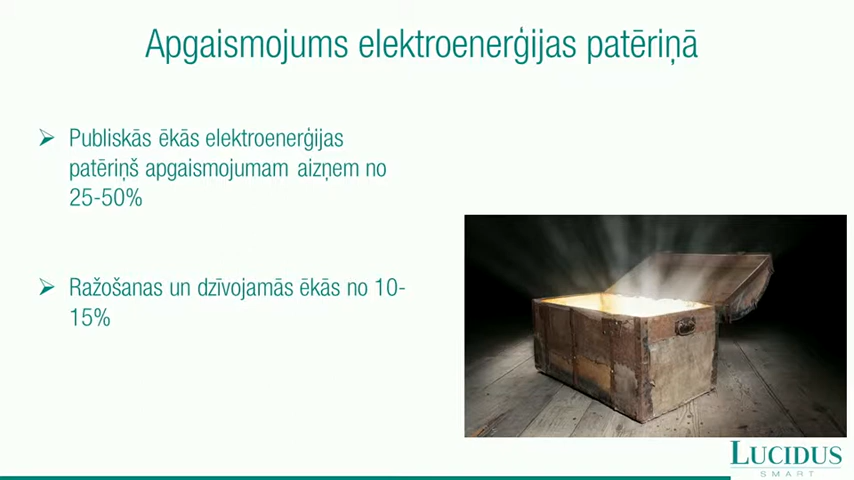 Apgaismojums elektroenerģijas patēriņā
Publiskās ēkās elektroenerģijas
patēriņš apgaismojumam aizņem no
25-50%
Ražošanas un dzīvojamās ēkās no 10-
15%
LUCIDUS
SMART